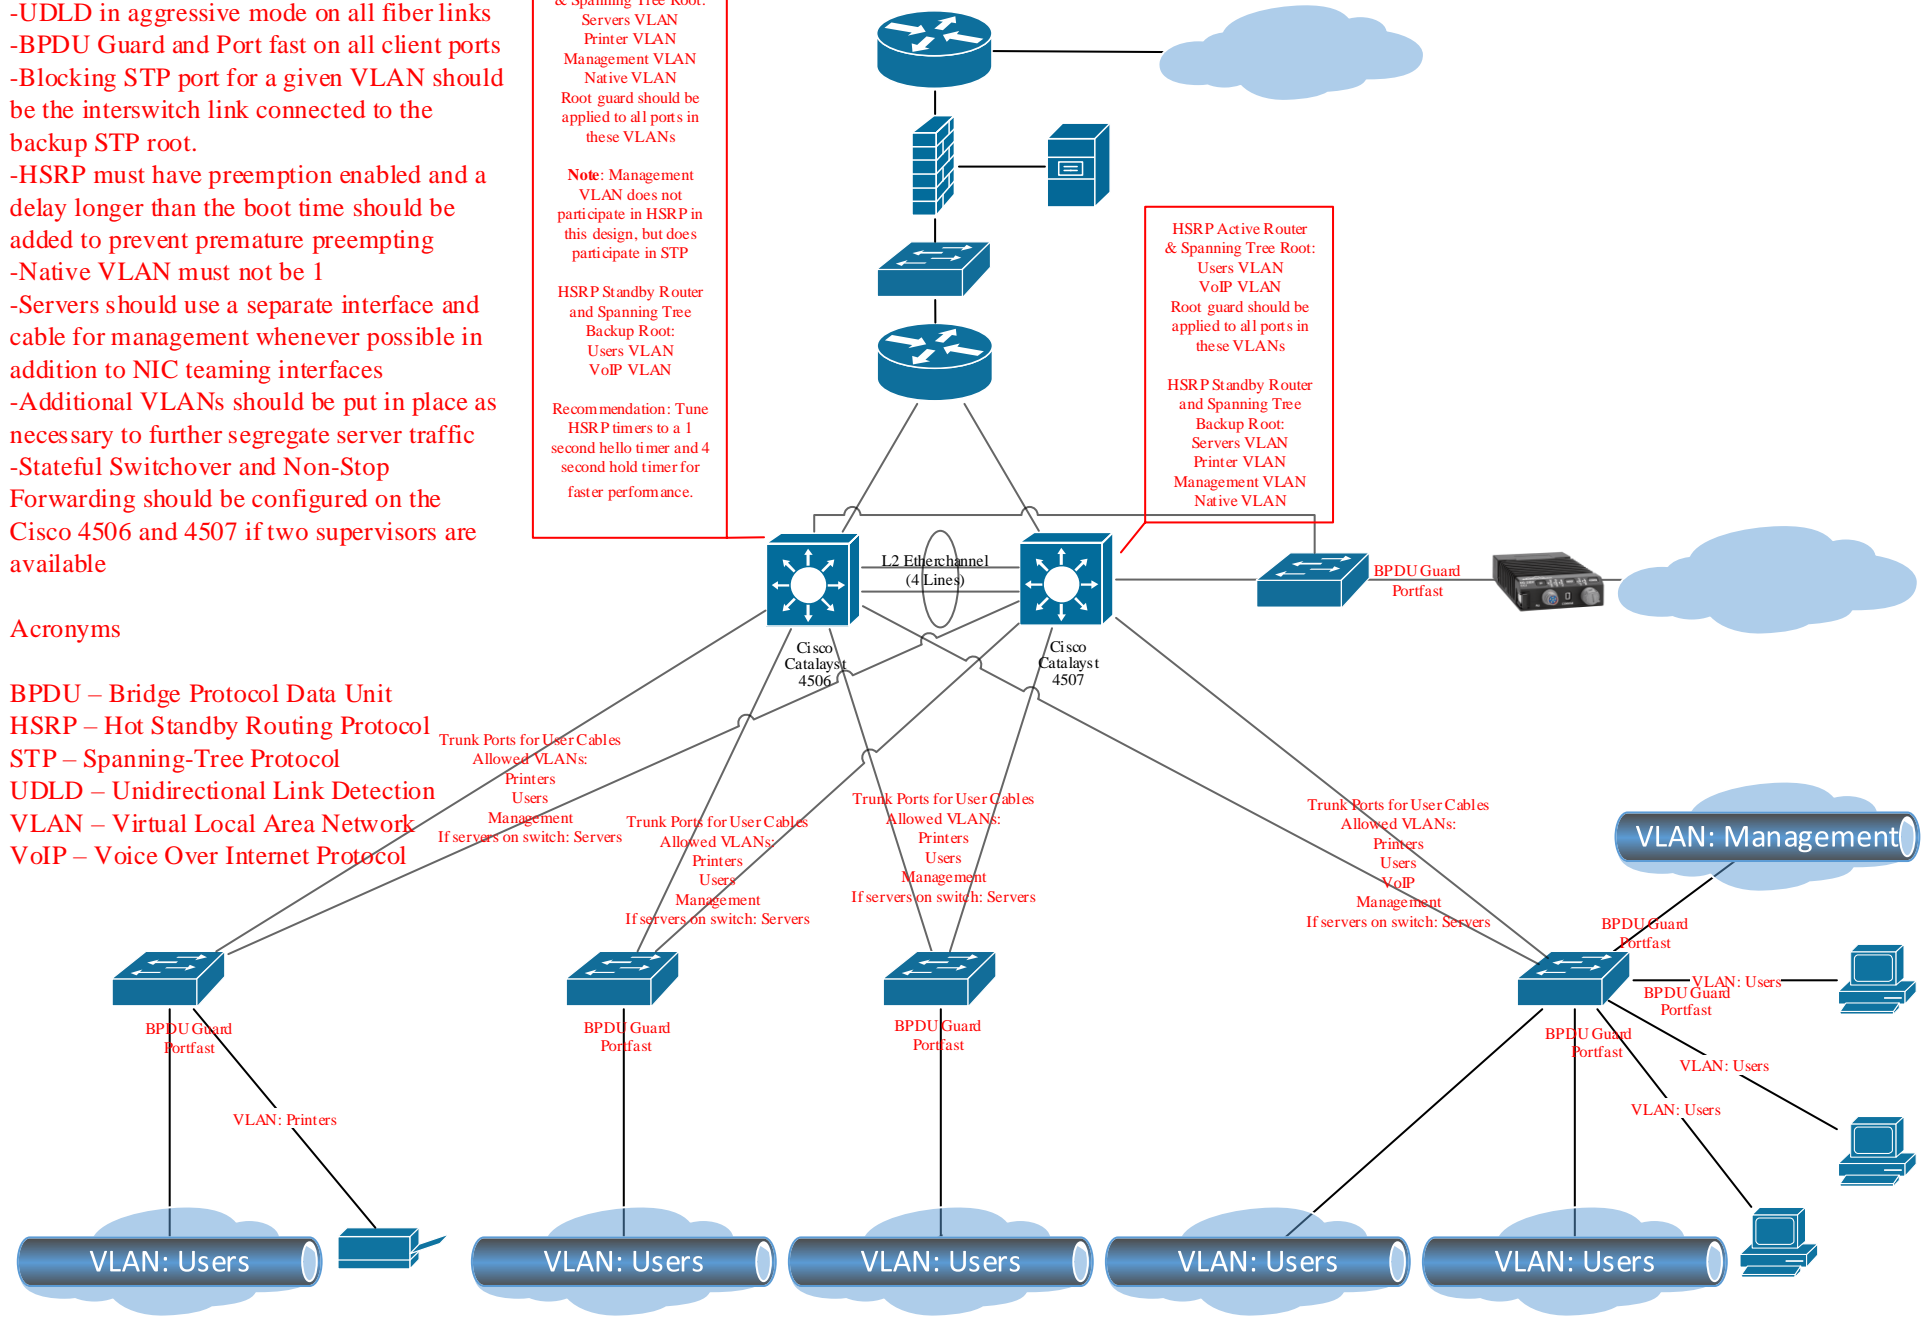 -UDLD in aggressive mode on all fiber links
-BPDU Guard and Port fast on all client ports
-Blocking STP port for a given VLAN should
be the interswitch link connected to the
backup STP root.
-HSRP must have preemption enabled and a
delay longer than the boot time should be
added to prevent premature preempting
-Native VLAN must not be 1
-Servers should use a separate interface and
cable for management whenever possible in
addition to NIC teaming interfaces
-Additional VLANs should be put in place as
necessary to further segregate server traffic
-Stateful Switchover and Non-Stop
Forwarding should be configured on the
Cisco 4506 and 4507 if two supervisors are
available
Acronyms
BPDU – Bridge Protocol Data Unit
HSRP – Hot Standby Routing Protocol
STP – Spanning-Tree Protocol
UDLD – Unidirectional Link Detection
VLAN – Virtual Local Area Network
VoIP – Voice Over Internet Protocol
& Spanning Tree Root:
Servers VLAN
Printer VLAN
Management VLAN
Native VLAN
Root guard should be
applied to all ports in
these VLANs
Note: Management
VLAN does not
participate in HSRP in
this design, but does
participate in STP
HSRP Standby Router
and Spanning Tree
Backup Root:
Users VLAN
VoIP VLAN
Recommendation: Tune
HSRP timers to a 1
second hello timer and 4
second hold timer for
faster performance.
HSRP Active Router
& Spanning Tree Root:
Users VLAN
VoIP VLAN
Root guard should be
applied to all ports in
these VLANs
HSRP Standby Router
and Spanning Tree
Backup Root:
Servers VLAN
Printer VLAN
Management VLAN
Native VLAN
L2 Etherchannel
(4 Lines)
BPDU Guard
Portfast
Cisco
Catalayst
4506
Cisco
Catalayst
4507
Trunk Ports for User Cables
Allowed VLANs:
Printers
Users
Management
If servers on switch: Servers
Trunk Ports for User Cables
Allowed VLANs:
Printers
Users
Management
If servers on switch: Servers
Trunk Ports for User Cables
Allowed VLANs:
Printers
Users
Management
If servers on switch: Servers
Trunk Ports for User Cables
Allowed VLANs:
Printers
Users
VoIP
Management
If servers on switch: Servers
VLAN: Management
BPDU Guard
Portfast
VLAN: Users
BPDU Guard
Portfast
BPDU Guard
Portfast
BPDU Guard
Portfast
BPDU Guard
Portfast
BPDU Guard
Portfast
VLAN: Users
VLAN: Users
VLAN: Printers
VLAN: Users
VLAN: Users
VLAN: Users
VLAN: Users
VLAN: Users